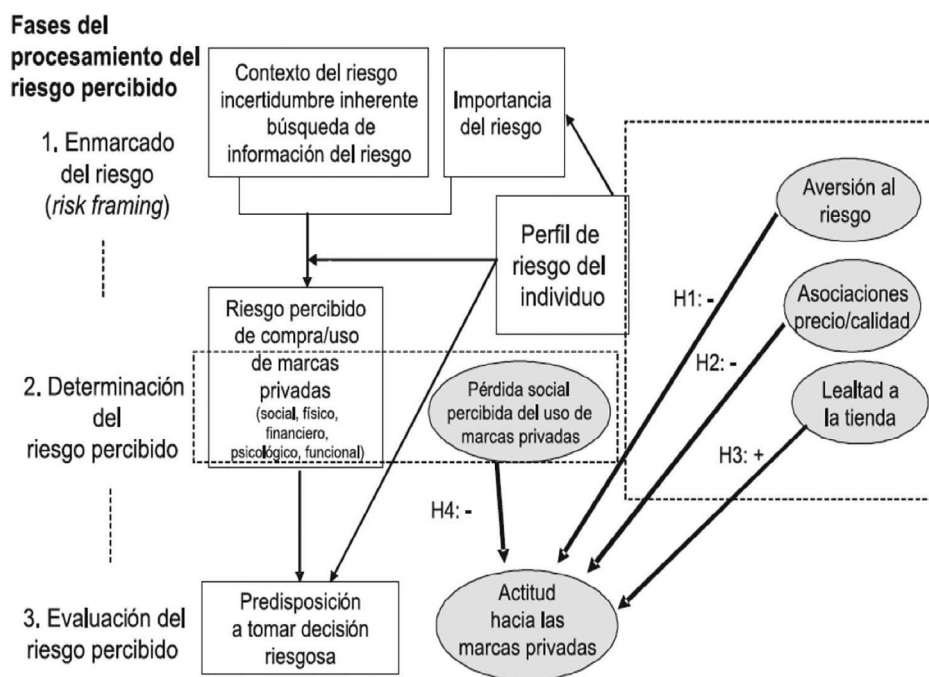 Fases del
procesamiento del
riesgo percibido
Contexto del riesgo
incertidumbre inherente
búsqueda de
información del riesgo
Importancia
del riesgo
1. Enmarcado
del riesgo
(risk framing)
Perfil de
riesgo del
individuo
Aversión al
riesgo
H1: -
Asociaciones
precio/calidad
H2: -
Riesgo percibido
de compra/uso
de marcas
privadas
(social, físico,
financiero,
psicológico, funcional)
2. Determinación
del
riesgo percibido
Pérdida social
percibida del uso de
marcas privadas
Lealtad a
la tienda
H3: +
H4: -
3. Evaluación del
riesgo percibido
Predisposición
a tomar decisión
riesgosa
Actitud
hacia las
marcas privadas